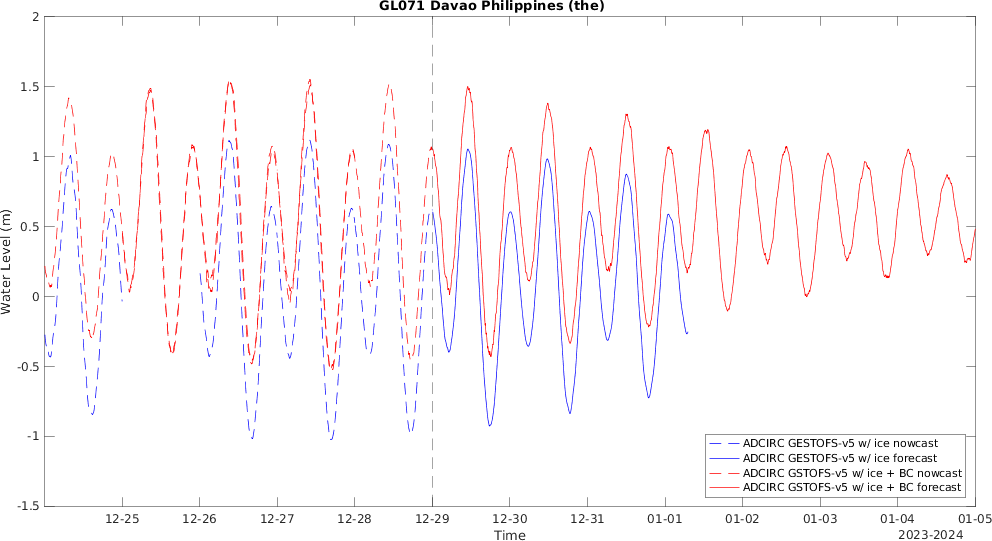 GL071 Davao Philippines (the)
2
1.5
1
0.5
0
-0.5
-1
-1.5
Water Level (m)
ADCIRC GESTOFS-v5 w/ ice nowcast
ADCIRC GESTOFS-v5 w/ ice forecast
ADCIRC GSTOFS-v5 w/ ice + BC nowcast
ADCIRC GSTOFS-v5 w/ ice + BC forecast
12-25 12-26 12-27 12-28 12-29 12-30 12-31 01-01 01-02 01-03 01-04 01-05
Time
2023-2024